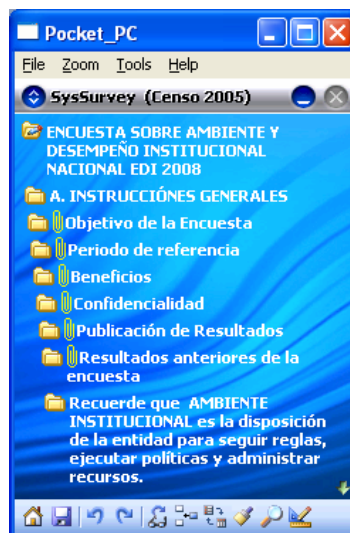 Pocket_PC
File Zoom Tools Help
SysSurvey (Censo 2005)
ENCUESTA SOBRE AMBIENTE Y
DESEMPEÑO INSTITUCIONAL
NACIONAL EDI 2008
A. INSTRUCCIÓNES GENERALES
Objetivo de la Encuesta
Periodo de referencia
Beneficios
Confidencialidad
Publicación de Resultados
Resultados anteriores de la
encuesta
Recuerde que AMBIENTE
INSTITUCIONAL es la disposición
de la entidad para seguir reglas,
ejecutar políticas y administrar
recursos.